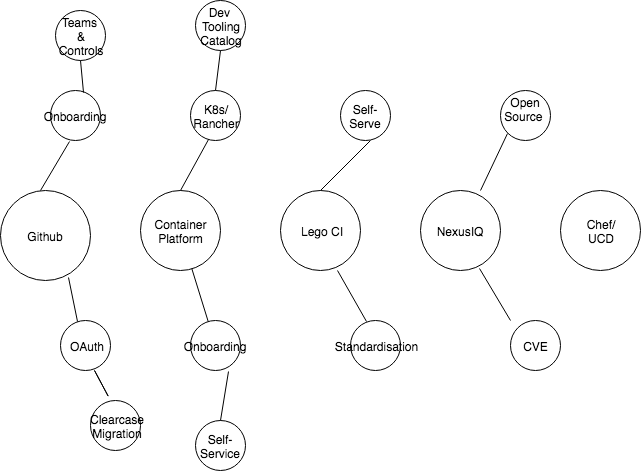 Teams
&
Controls
Dev
Tooling
Catalog
Onboarding
K8s/
Rancher
Self-
Serve
Open
Source
Github
Container
Platform
Lego CI
NexusIQ
Chef/
UCD
OAuth
Onboarding
Standardisation
CVE
Clearcase
Migration
Self-
Service